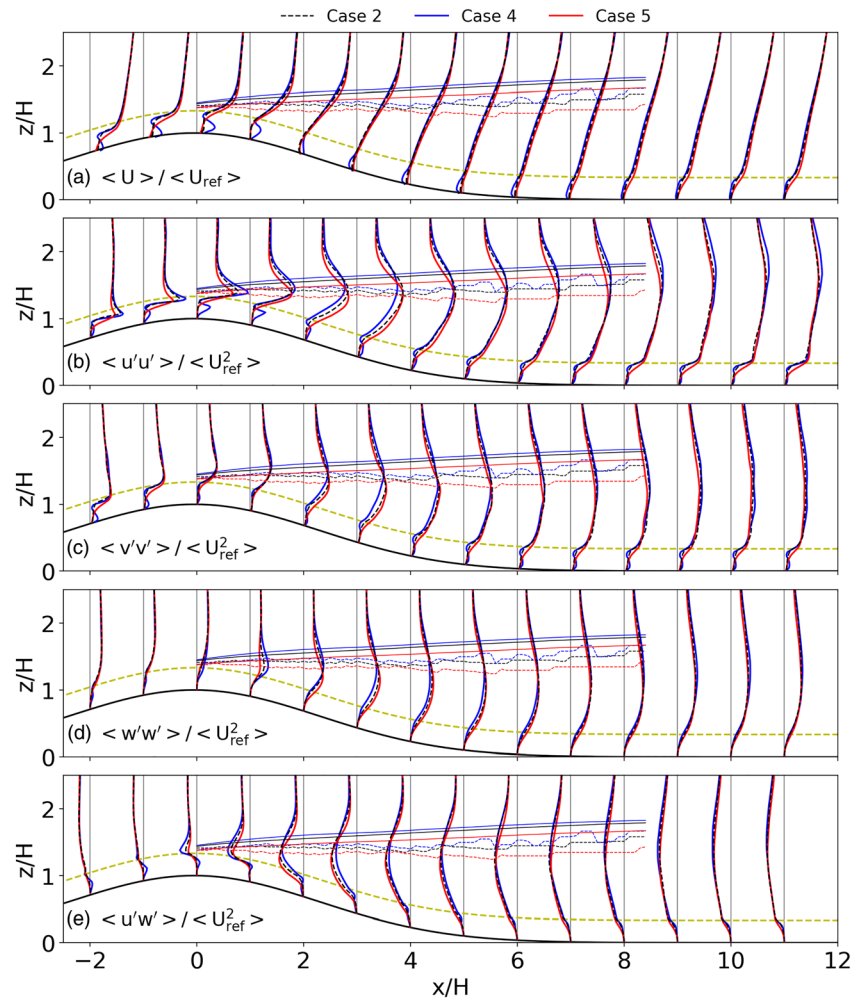 Case 2 Case 4 Case 5
2
z/H
1
(a) < U > / < U_ref >
0
2
z/H
1
(b) < u'u' > / < U²_ref >
0
2
z/H
1
(c) < v'v' > / < U²_ref >
0
2
z/H
1
(d) < w'w' > / < U²_ref >
0
2
z/H
1
(e) < u'w' > / < U²_ref >
0
−2 0 2 4 6 8 10 12
x/H